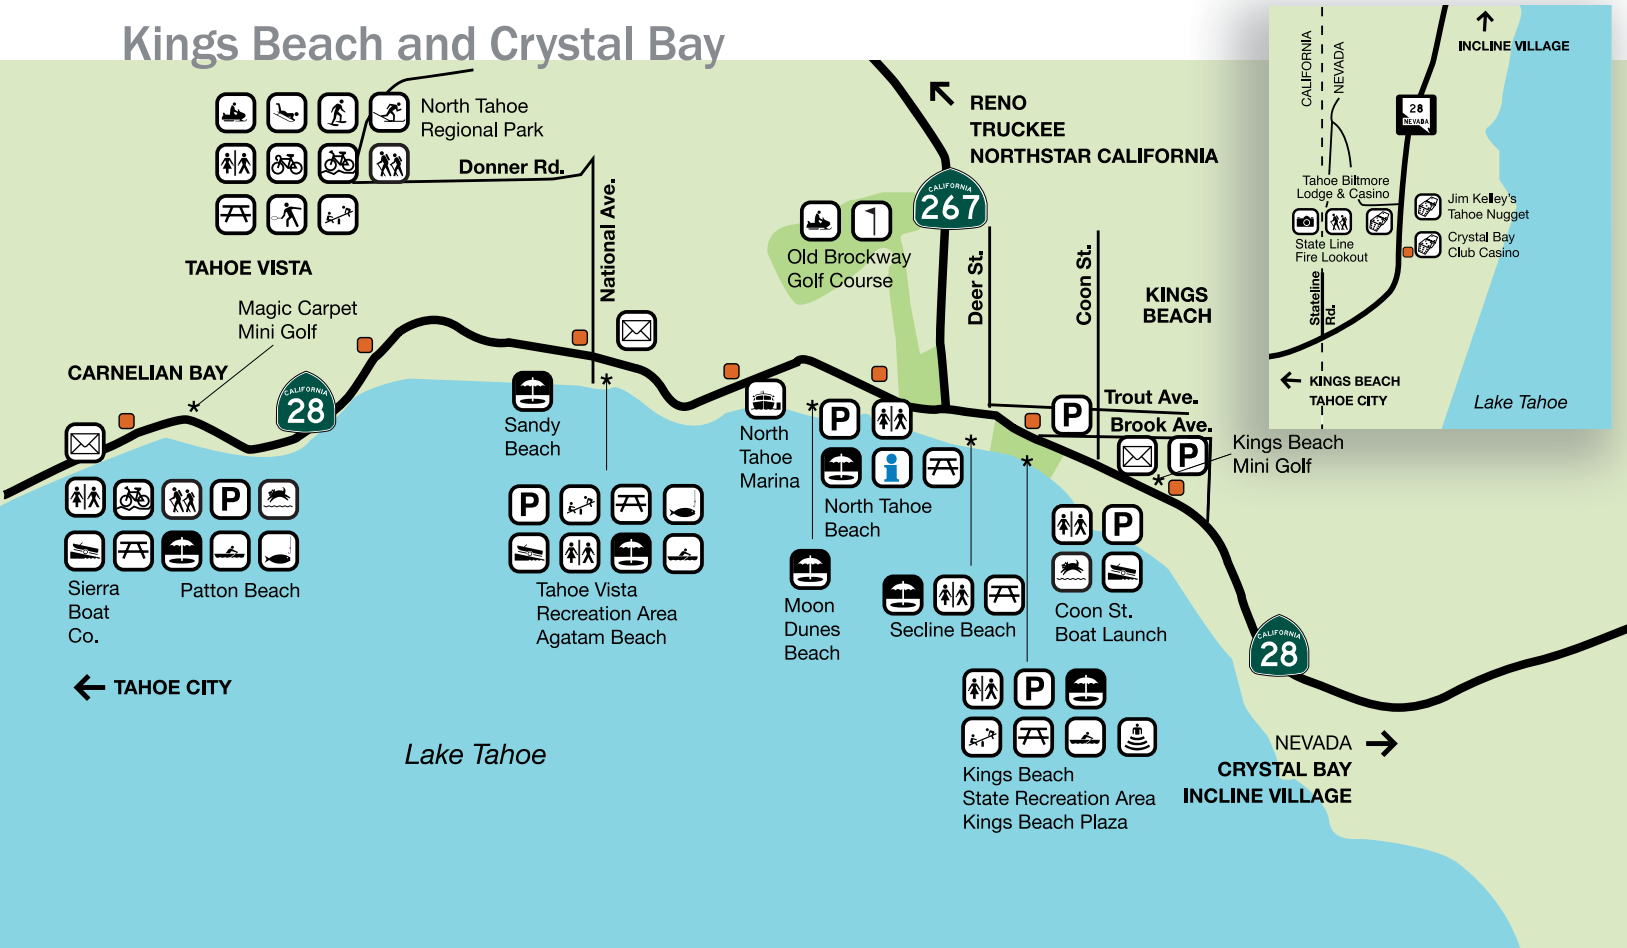 Kings Beach and Crystal Bay
North Tahoe
Regional Park
Donner Rd.
National Ave.
TAHOE VISTA
Magic Carpet
Mini Golf
CARNELIAN BAY
CALIFORNIA
28
P
Sierra
Boat
Co.
Patton Beach
TAHOE CITY
Lake Tahoe
Sandy
Beach
P
Tahoe Vista
Recreation Area
Agatam Beach
North
Tahoe
Marina
P
i
North Tahoe
Beach
Moon
Dunes
Beach
Secline Beach
Old Brockway
Golf Course
RENO
TRUCKEE
NORTHSTAR CALIFORNIA
CALIFORNIA
267
Deer St.
Coon St.
KINGS
BEACH
Trout Ave.
P
Brook Ave.
P
Kings Beach
Mini Golf
P
Coon St.
Boat Launch
P
Kings Beach
State Recreation Area
Kings Beach Plaza
CALIFORNIA
28
NEVADA
CRYSTAL BAY
INCLINE VILLAGE
CALIFORNIA
NEVADA
INCLINE VILLAGE
28
NEVADA
Tahoe Biltmore
Lodge & Casino
State Line
Fire Lookout
Jim Kelley's
Tahoe Nugget
Crystal Bay
Club Casino
Stateline
Rd.
KINGS BEACH
TAHOE CITY
Lake Tahoe